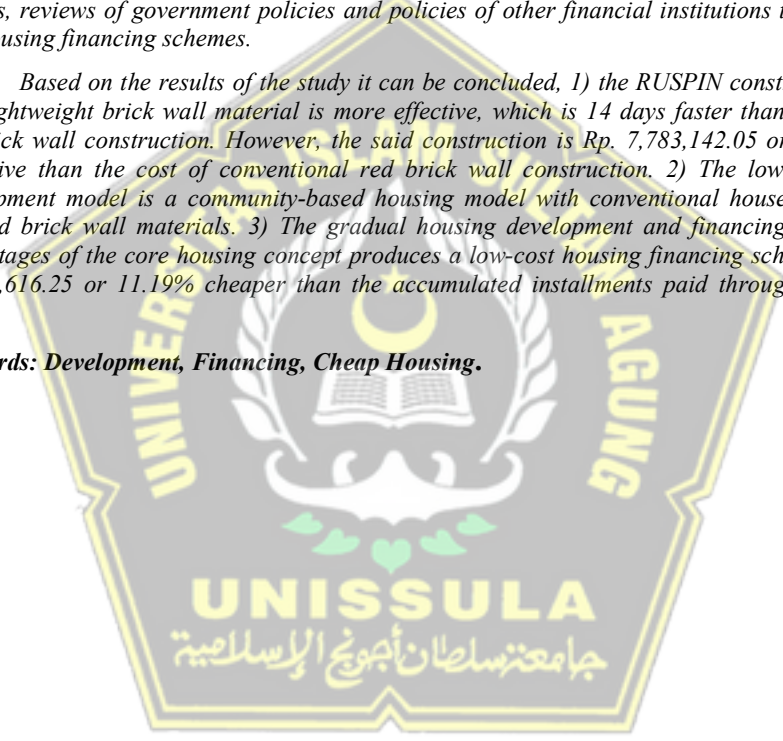 s, reviews of government policies and policies of other financial institutions
ousing financing schemes.
Based on the results of the study it can be concluded, 1) the RUSPIN
ghtweight brick wall material is more effective, which is 14 days faster than
ck wall construction. However, the said construction is Rp. 7,783,142.05 or
ive than the cost of conventional red brick wall construction. 2) The low
pment model is a community-based housing model with conventional house
d brick wall materials. 3) The gradual housing development and financing
tages of the core housing concept produces a low-cost housing financing
,616.25 or 11.19% cheaper than the accumulated installments paid
rds: Development, Financing, Cheap Housing.
UNIVERSITAS ISLAM SULTAN AGUNG
UNISSULA
جامعة سلطان أجونج الإسلامية